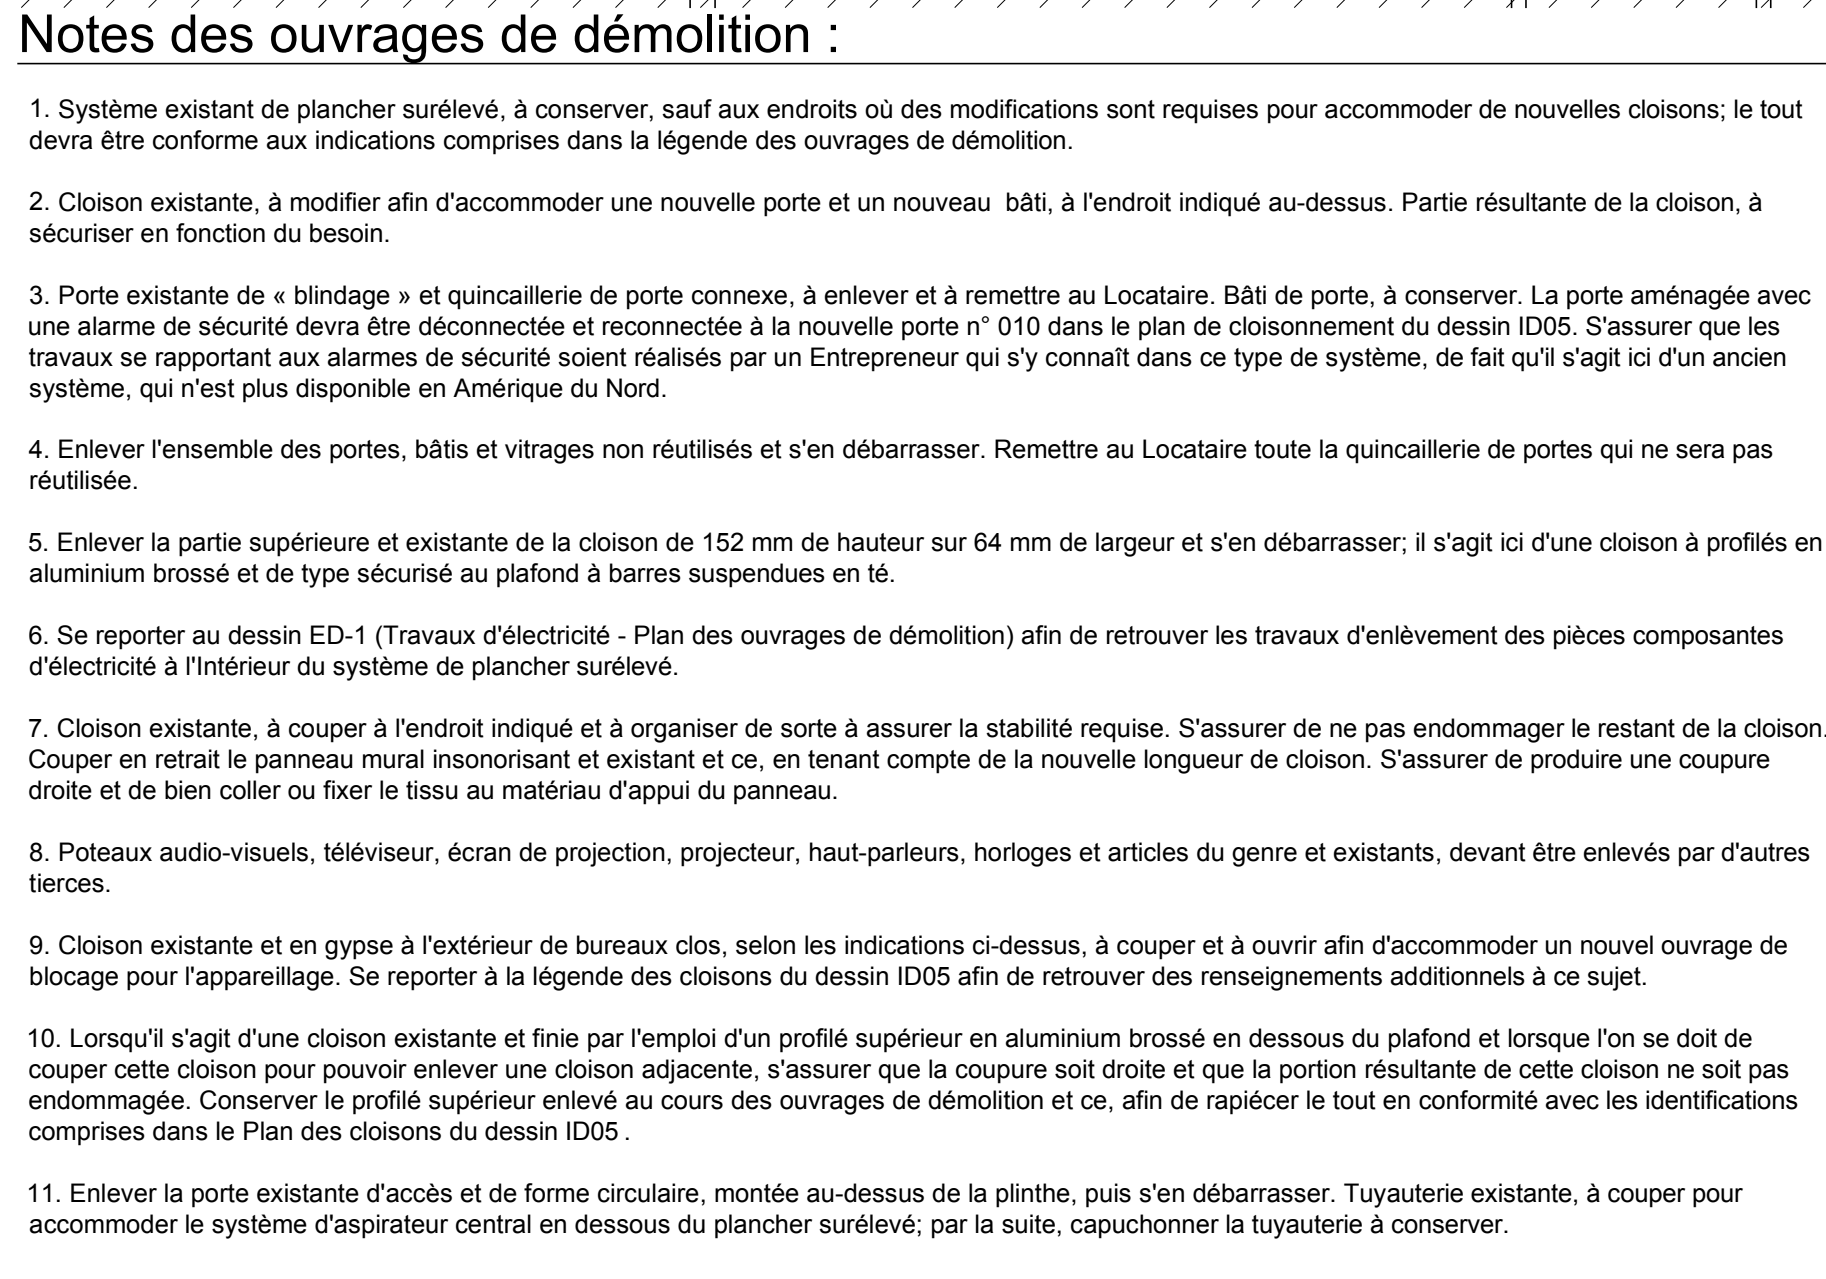 Notes des ouvrages de démolition :
1. Système existant de plancher surélevé, à conserver, sauf aux endroits où des modifications sont requises pour accommoder de nouvelles cloisons; le tout
devra être conforme aux indications comprises dans la légende des ouvrages de démolition.
2. Cloison existante, à modifier afin d'accommoder une nouvelle porte et un nouveau  bâti, à l'endroit indiqué au-dessus. Partie résultante de la cloison, à
sécuriser en fonction du besoin.
3. Porte existante de « blindage » et quincaillerie de porte connexe, à enlever et à remettre au Locataire. Bâti de porte, à conserver. La porte aménagée avec
une alarme de sécurité devra être déconnectée et reconnectée à la nouvelle porte n° 010 dans le plan de cloisonnement du dessin ID05. S'assurer que les
travaux se rapportant aux alarmes de sécurité soient réalisés par un Entrepreneur qui s'y connaît dans ce type de système, de fait qu'il s'agit ici d'un ancien
système, qui n'est plus disponible en Amérique du Nord.
4. Enlever l'ensemble des portes, bâtis et vitrages non réutilisés et s'en débarrasser. Remettre au Locataire toute la quincaillerie de portes qui ne sera pas
réutilisée.
5. Enlever la partie supérieure et existante de la cloison de 152 mm de hauteur sur 64 mm de largeur et s'en débarrasser; il s'agit ici d'une cloison à profilés en
aluminium brossé et de type sécurisé au plafond à barres suspendues en té.
6. Se reporter au dessin ED-1 (Travaux d'électricité - Plan des ouvrages de démolition) afin de retrouver les travaux d'enlèvement des pièces composantes
d'électricité à l'Intérieur du système de plancher surélevé.
7. Cloison existante, à couper à l'endroit indiqué et à organiser de sorte à assurer la stabilité requise. S'assurer de ne pas endommager le restant de la cloison.
Couper en retrait le panneau mural insonorisant et existant et ce, en tenant compte de la nouvelle longueur de cloison. S'assurer de produire une coupure
droite et de bien coller ou fixer le tissu au matériau d'appui du panneau.
8. Poteaux audio-visuels, téléviseur, écran de projection, projecteur, haut-parleurs, horloges et articles du genre et existants, devant être enlevés par d'autres
tierces.
9. Cloison existante et en gypse à l'extérieur de bureaux clos, selon les indications ci-dessus, à couper et à ouvrir afin d'accommoder un nouvel ouvrage de
blocage pour l'appareillage. Se reporter à la légende des cloisons du dessin ID05 afin de retrouver des renseignements additionnels à ce sujet.
10. Lorsqu'il s'agit d'une cloison existante et finie par l'emploi d'un profilé supérieur en aluminium brossé en dessous du plafond et lorsque l'on se doit de
couper cette cloison pour pouvoir enlever une cloison adjacente, s'assurer que la coupure soit droite et que la portion résultante de cette cloison ne soit pas
endommagée. Conserver le profilé supérieur enlevé au cours des ouvrages de démolition et ce, afin de rapiécer le tout en conformité avec les identifications
comprises dans le Plan des cloisons du dessin ID05 .
11. Enlever la porte existante d'accès et de forme circulaire, montée au-dessus de la plinthe, puis s'en débarrasser. Tuyauterie existante, à couper pour
accommoder le système d'aspirateur central en dessous du plancher surélevé; par la suite, capuchonner la tuyauterie à conserver.